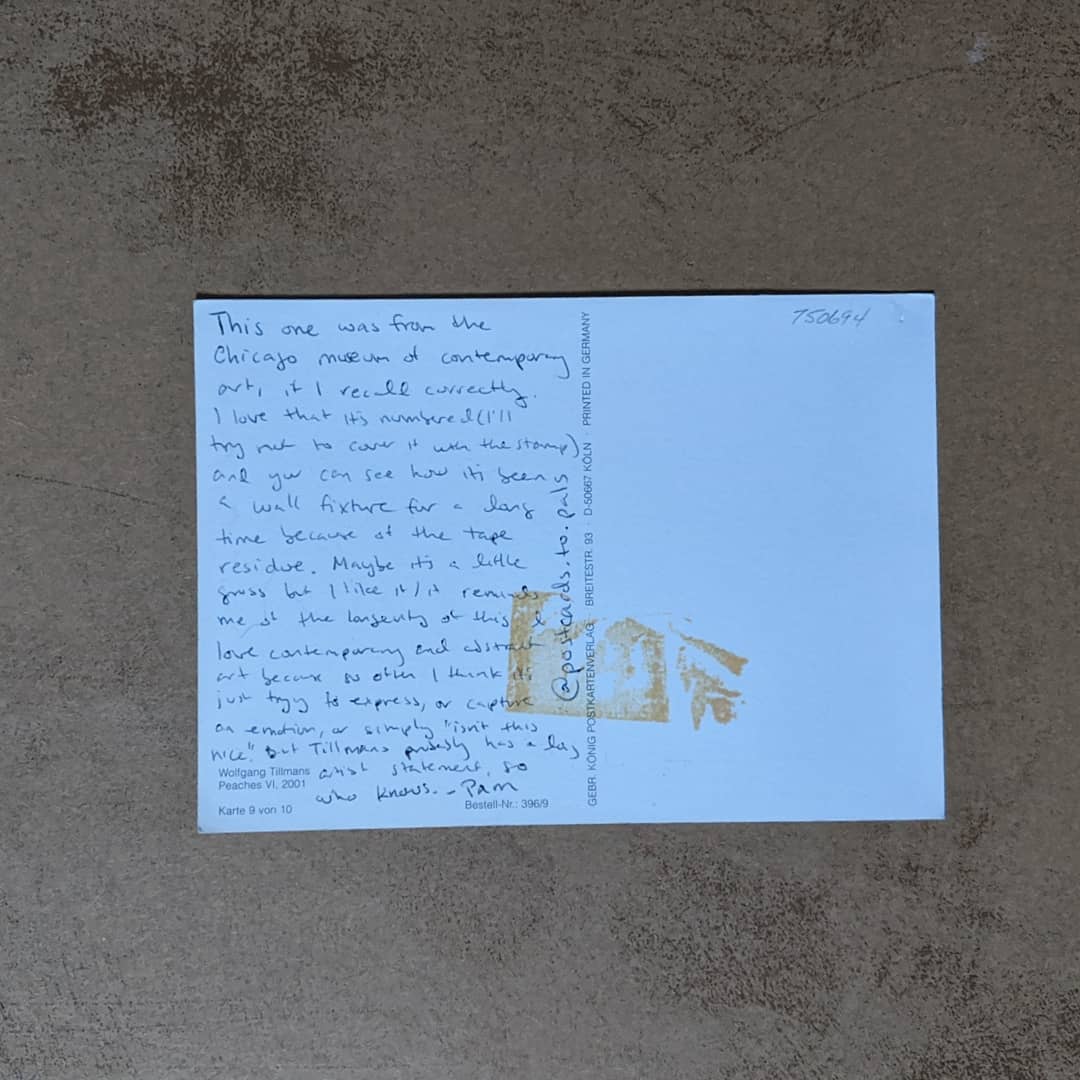 This one was from the
Chicago museum of contemporary
art, if I recall correctly.
I love that it's numbered (I'll
try not to cover it with the stamp)
and you can see how it's been
a wall fixture for a long
time because of the tape
residue. Maybe it's a little
gross but I like it / it reminds
me of the longevity of this. I
love contemporary and abstract
art because so often I think it's
just trying to express, or capture
an emotion, or simply "isn't this
nice". but Tillmans probably has a long
artist statement, so
who knows. - Pam
Wolfgang Tillmans
Peaches VI, 2001
Karte 9 von 10
Bestell-Nr.: 396/9
@postcards.to.pals
GEBR. KÖNIG POSTKARTENVERLAG · BREITESTR. 93 · D-50667 KÖLN · PRINTED IN GERMANY
750694